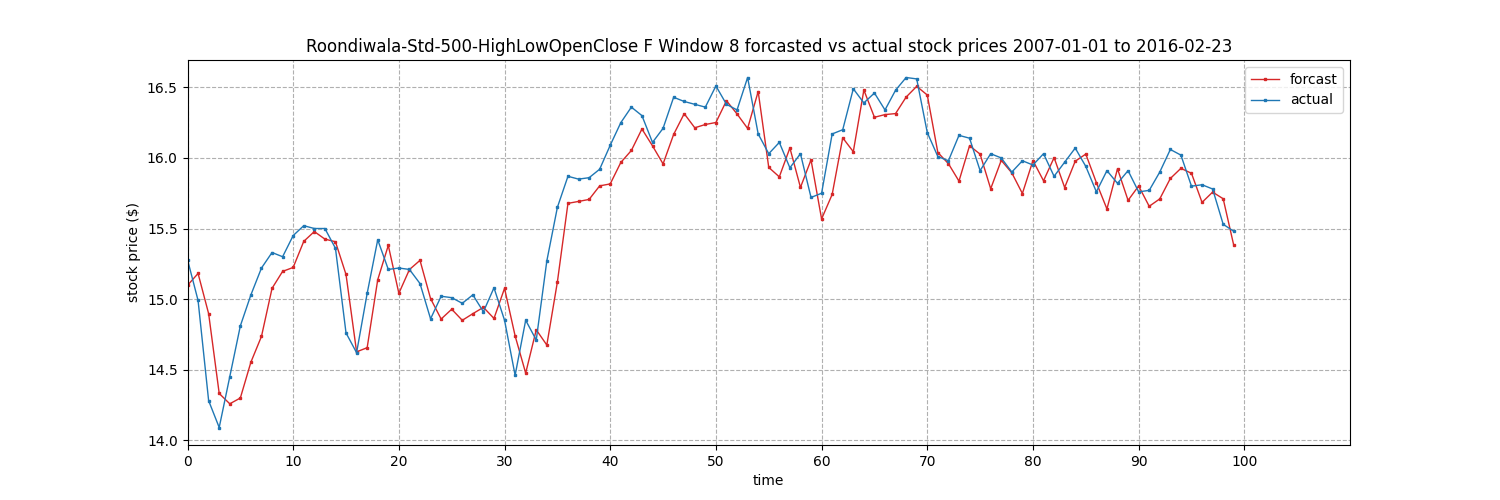 Roondiwala-Std-500-HighLowOpenClose F Window 8 forcasted vs actual stock prices 2007-01-01 to 2016-02-23
forcast
actual
stock price ($)
16.5
16.0
15.5
15.0
14.5
14.0
0 10 20 30 40 50 60 70 80 90 100
time